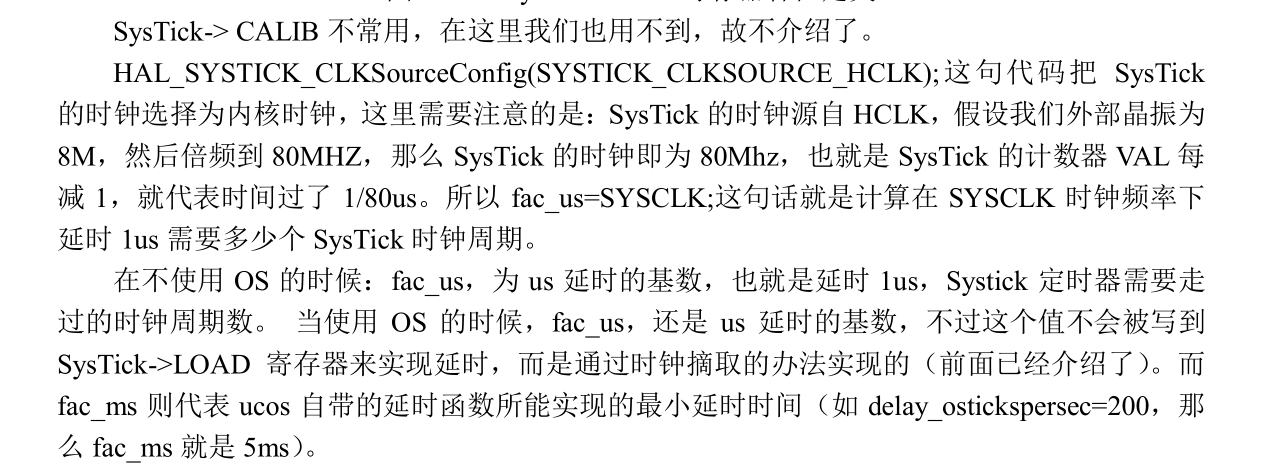 SysTick-> CALIB 不常用，在这里我们也用不到，故不介绍了。
HAL_SYSTICK_CLKSourceConfig(SYSTICK_CLKSOURCE_HCLK);这句代码把 SysTick
的时钟选择为内核时钟，这里需要注意的是：SysTick 的时钟源自 HCLK，假设我们外部晶振为
8M，然后倍频到 80MHZ，那么 SysTick 的时钟即为 80Mhz，也就是 SysTick 的计数器 VAL 每
减 1，就代表时间过了 1/80us。所以 fac_us=SYSCLK;这句话就是计算在 SYSCLK 时钟频率下
延时 1us 需要多少个 SysTick 时钟周期。
在不使用 OS 的时候：fac_us，为 us 延时的基数，也就是延时 1us，Systick 定时器需要走
过的时钟周期数。 当使用 OS 的时候，fac_us，还是 us 延时的基数，不过这个值不会被写到
SysTick->LOAD 寄存器来实现延时，而是通过时钟摘取的办法实现的（前面已经介绍了）。而
fac_ms 则代表 ucos 自带的延时函数所能实现的最小延时时间（如 delay_ostickspersec=200，那
么 fac_ms 就是 5ms）。